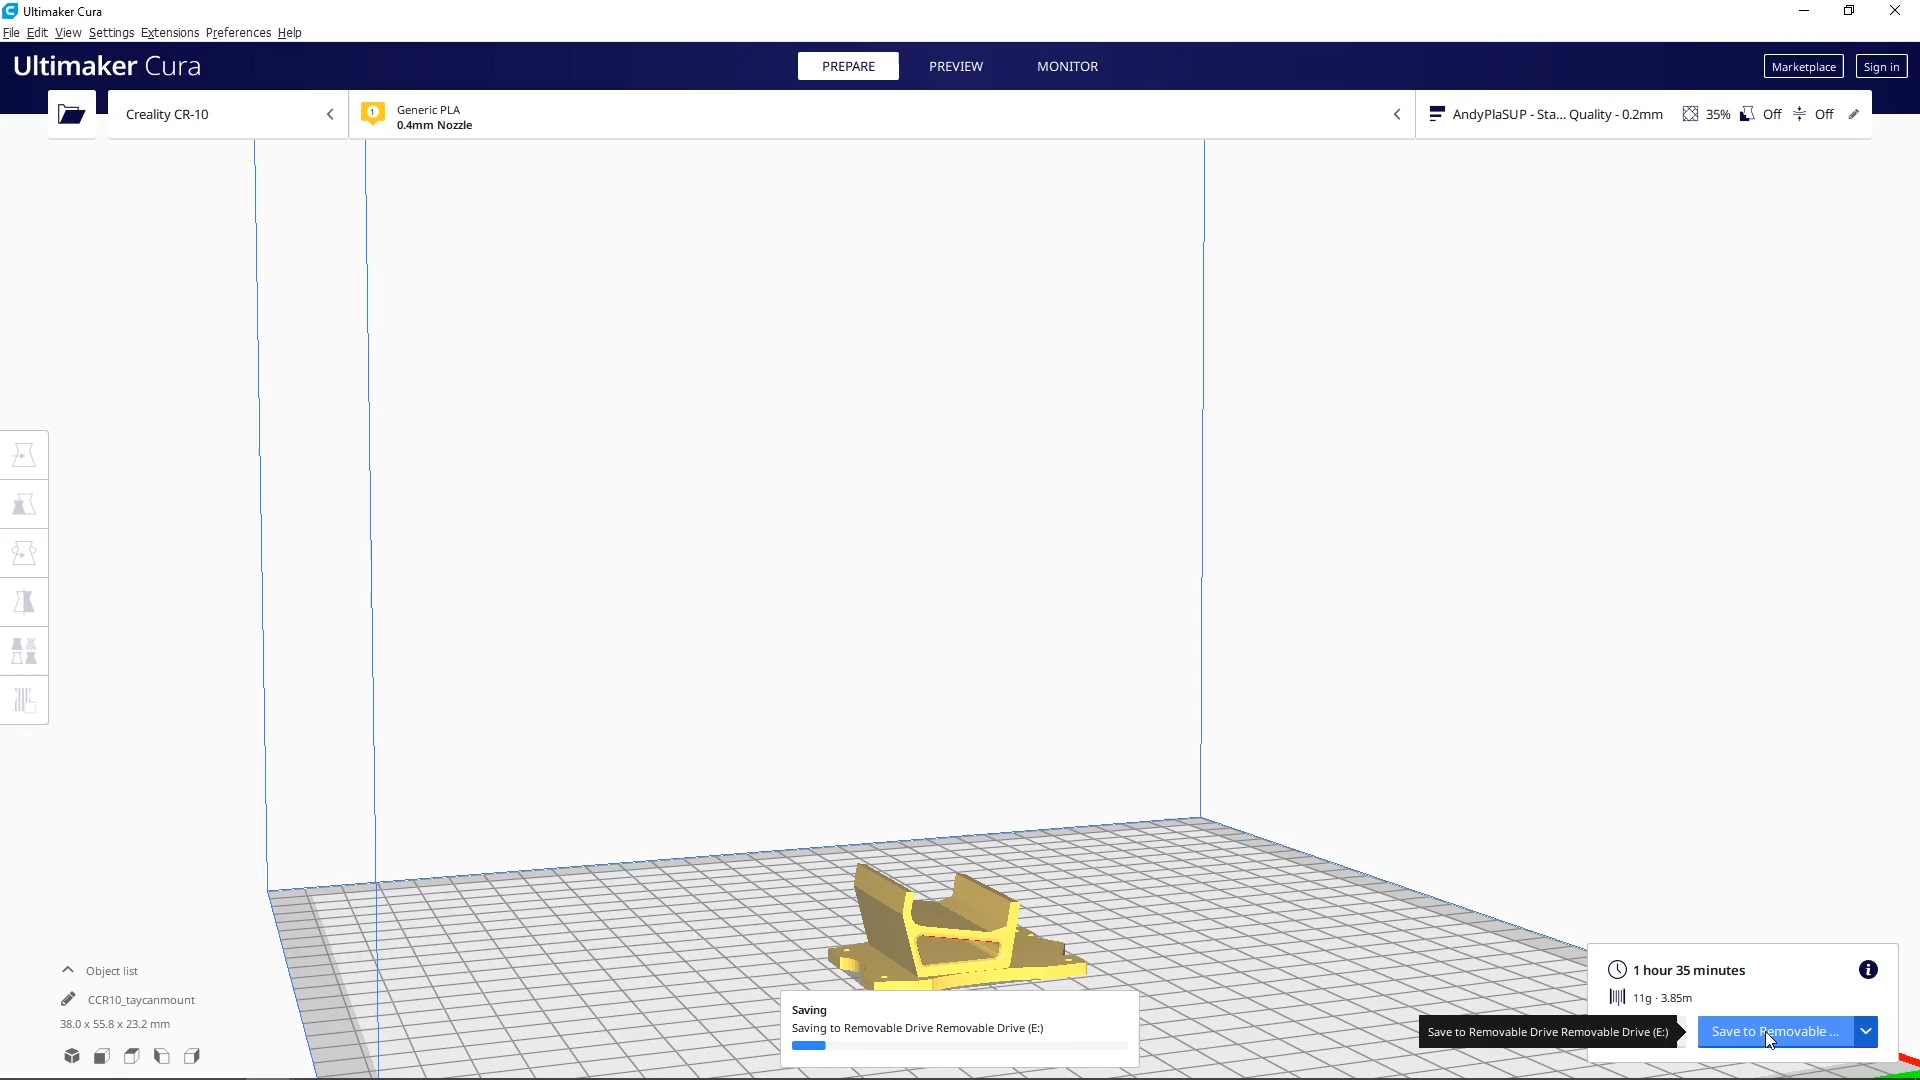 Ultimaker Cura
File Edit View Settings Extensions Preferences Help
Ultimaker Cura
PREPARE
PREVIEW
MONITOR
Marketplace
Sign in
Creality CR-10
1
Generic PLA
0.4mm Nozzle
AndyPlaSUP - Sta... Quality - 0.2mm
35%
Off
Off
Object list
CCR10_taycanmount
38.0 x 55.8 x 23.2 mm
Saving
Saving to Removable Drive Removable Drive (E:)
1 hour 35 minutes
i
11g · 3.85m
Save to Removable Drive Removable Drive (E:)
Save to Removable ...